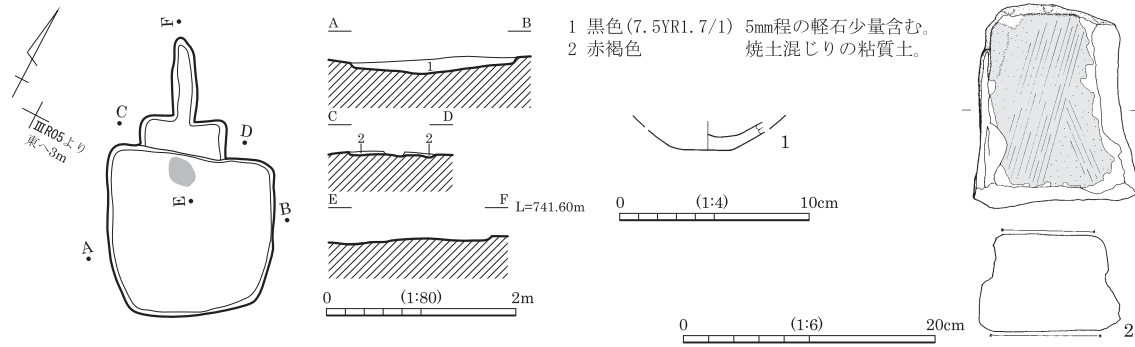 F
C
D
ⅢR05より
東へ3m
E
B
A
A B
1
C D
2 2
E F L=741.60m
0 (1:80) 2m
1 黒色(7.5YR1.7/1) 5mm程の軽石少量含む。
2 赤褐色 焼土混じりの粘質土。
1
0 (1:4) 10cm
0 (1:6) 20cm
2